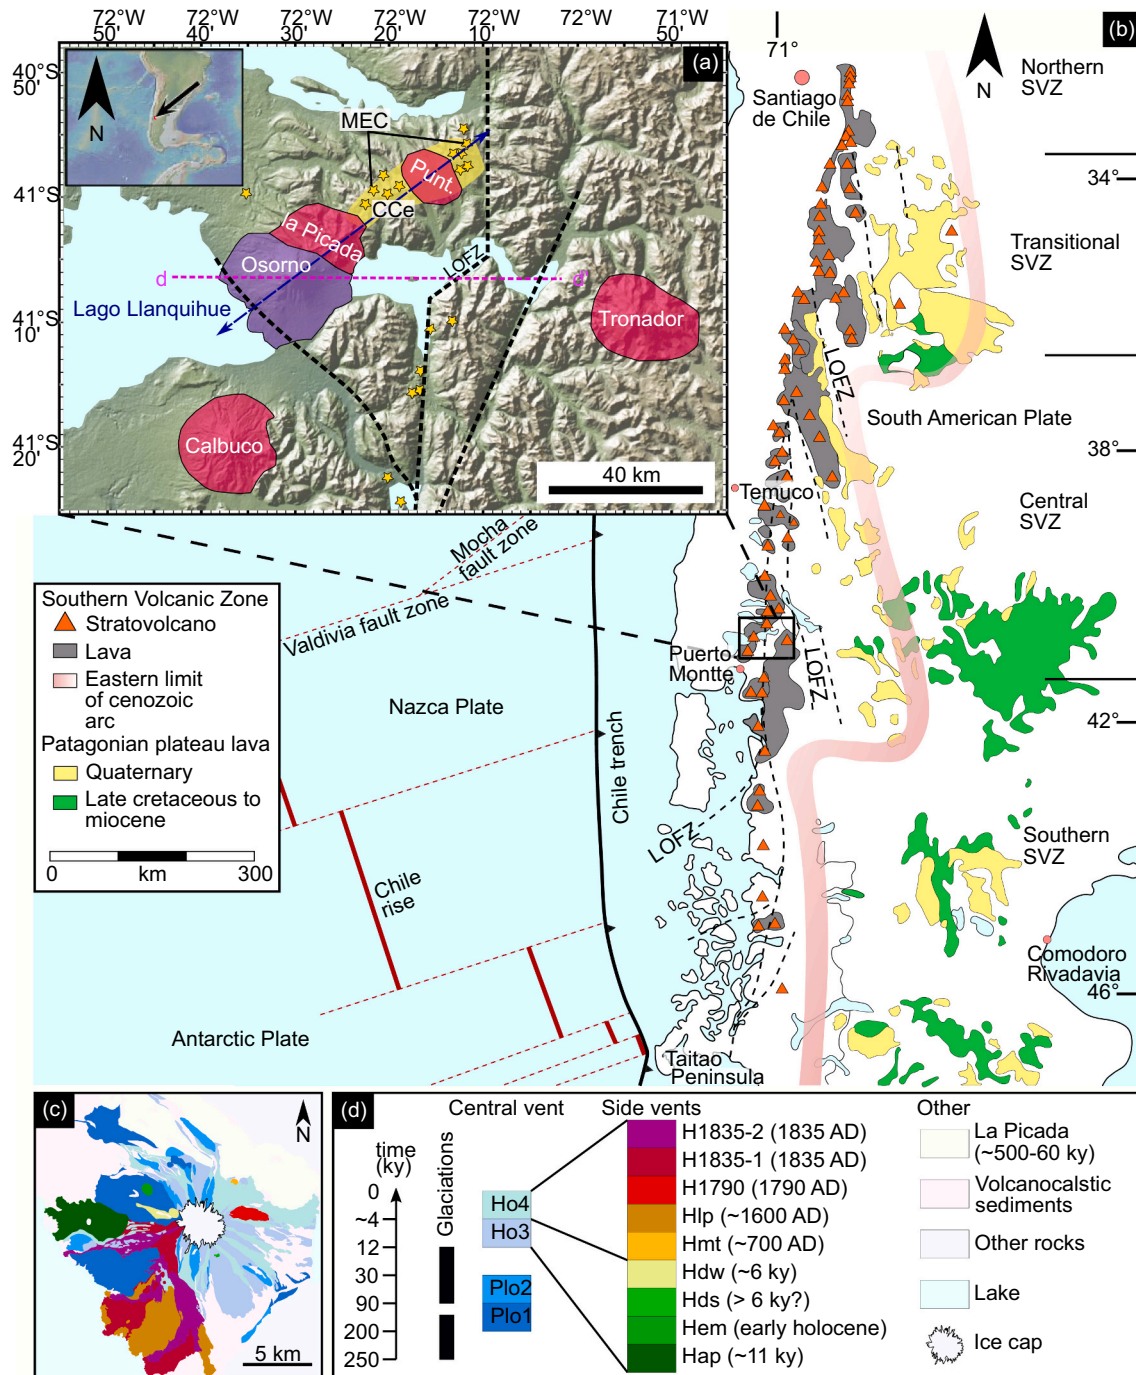 72°W
40'
72°W
30'
72°W
20'
72°W
10'
72°W
71°W
50'
40°S
50'
41°S
41°S
10'
41°S
20'
(a)
N
MEC
Punt.
CCe
la Picada
Osorno
LOFZ
d
d'
Lago Llanquihue
Tronador
Calbuco
40 km
(b)
71°
N
Northern
SVZ
Santiago
de Chile
34°
Transitional
SVZ
LOFZ
South American Plate
38°
Temuco
Central
SVZ
Mocha
fault zone
Valdivia fault zone
Puerto
Montte
LOFZ
Nazca Plate
42°
Chile trench
LOFZ
Southern
SVZ
Chile
rise
Comodoro
Rivadavia
46°
Antarctic Plate
Taitao
Peninsula
Southern Volcanic Zone
Stratovolcano
Lava
Eastern limit
of cenozoic
arc
Patagonian plateau lava
Quaternary
Late cretaceous to
miocene
0
km
300
(c)
N
5 km
(d)
Central vent
Side vents
Other
time
(ky)
Glaciations
0
~4
12
30
90
200
250
Ho4
Ho3
Plo2
Plo1
H1835-2 (1835 AD)
H1835-1 (1835 AD)
H1790 (1790 AD)
Hlp (~1600 AD)
Hmt (~700 AD)
Hdw (~6 ky)
Hds (> 6 ky?)
Hem (early holocene)
Hap (~11 ky)
La Picada
(~500-60 ky)
Volcanocalstic
sediments
Other rocks
Lake
Ice cap